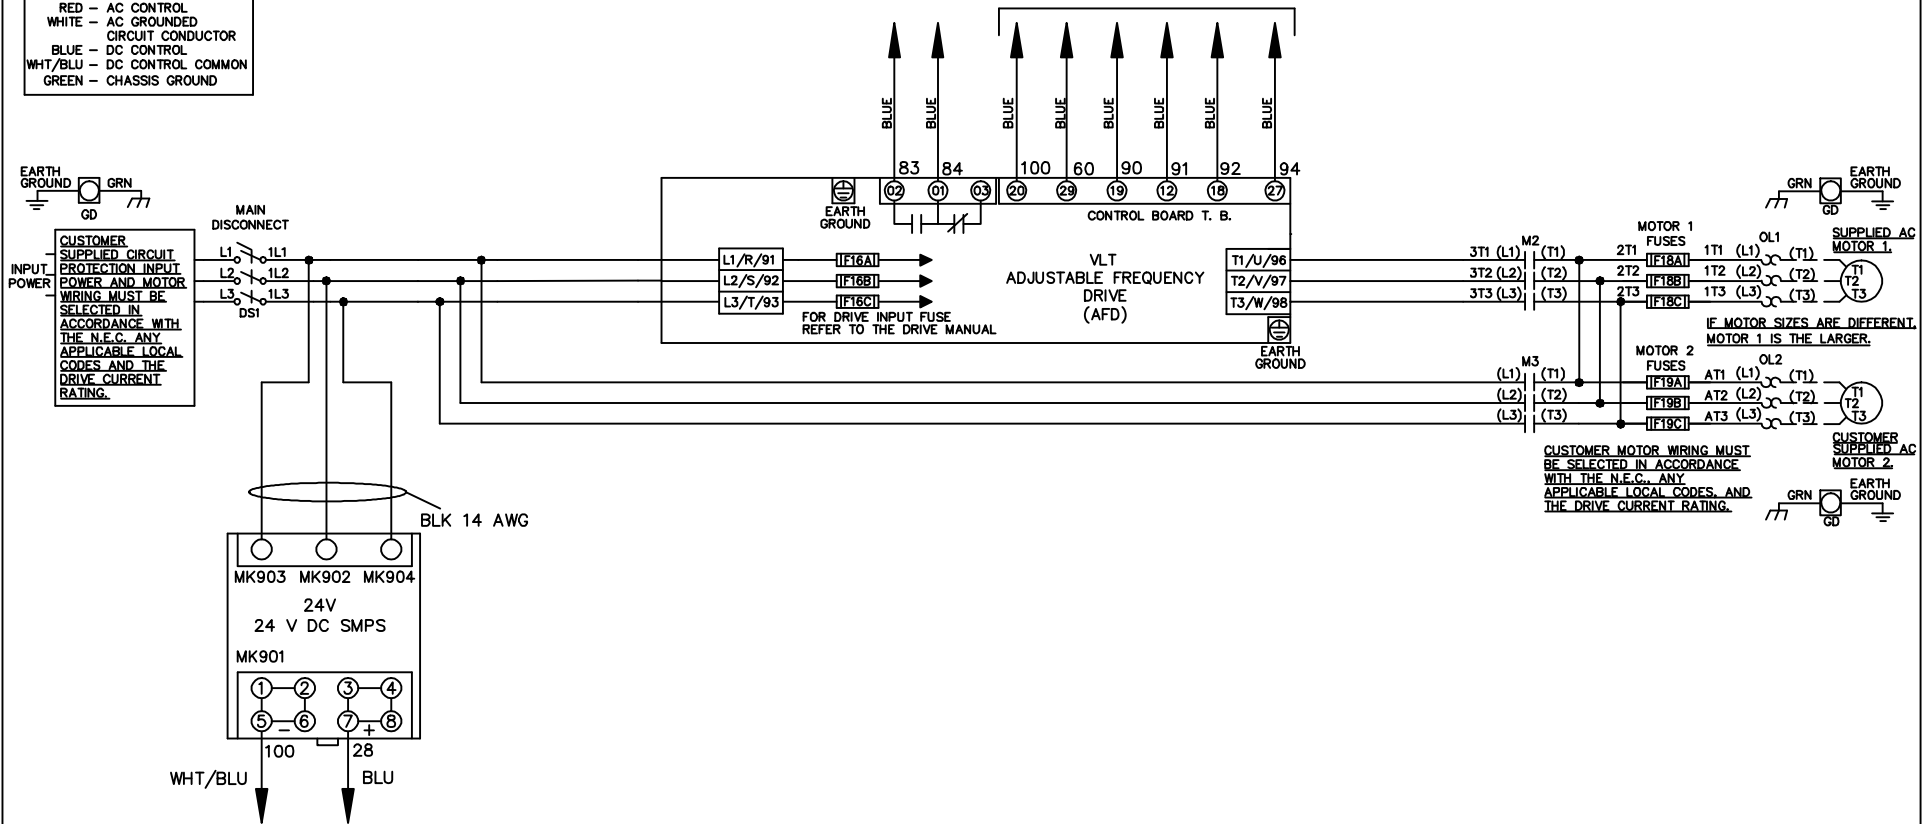 RED – AC CONTROL
WHITE – AC GROUNDED
CIRCUIT CONDUCTOR
BLUE – DC CONTROL
WHT/BLU – DC CONTROL COMMON
GREEN – CHASSIS GROUND
BLUE
BLUE
BLUE
BLUE
BLUE
BLUE
BLUE
BLUE
83
84
100
60
90
91
92
94
02
01
03
20
29
19
12
18
27
EARTH
GROUND
CONTROL BOARD T. B.
EARTH
GROUND
GRN
GD
MAIN
DISCONNECT
INPUT
POWER
CUSTOMER
SUPPLIED CIRCUIT
PROTECTION INPUT
POWER AND MOTOR
WIRING MUST BE
SELECTED IN
ACCORDANCE WITH
THE N.E.C. ANY
APPLICABLE LOCAL
CODES AND THE
DRIVE CURRENT
RATING.
L1 1L1
L2 1L2
L3 1L3
DS1
L1/R/91
L2/S/92
L3/T/93
F16A
F16B
F16C
FOR DRIVE INPUT FUSE
REFER TO THE DRIVE MANUAL
VLT
ADJUSTABLE FREQUENCY
DRIVE
(AFD)
T1/U/96
T2/V/97
T3/W/98
EARTH
GROUND
M2
3T1 (L1) (T1)
3T2 (L2) (T2)
3T3 (L3) (T3)
MOTOR 1
FUSES
2T1 F18A 1T1 (L1)
2T2 F18B 1T2 (L2)
2T3 F18C 1T3 (L3)
OL1
(T1)
(T2)
(T3)
GRN
EARTH
GROUND
GD
SUPPLIED AC
MOTOR 1.
T1
T2
T3
IF MOTOR SIZES ARE DIFFERENT,
MOTOR 1 IS THE LARGER.
M3
(L1) (T1)
(L2) (T2)
(L3) (T3)
MOTOR 2
FUSES
F19A AT1 (L1)
F19B AT2 (L2)
F19C AT3 (L3)
OL2
(T1)
(T2)
(T3)
T1
T2
T3
CUSTOMER
SUPPLIED AC
MOTOR 2.
CUSTOMER MOTOR WIRING MUST
BE SELECTED IN ACCORDANCE
WITH THE N.E.C., ANY
APPLICABLE LOCAL CODES, AND
THE DRIVE CURRENT RATING.
GRN
EARTH
GROUND
GD
BLK 14 AWG
MK903 MK902 MK904
24V
24 V DC SMPS
MK901
1 2 3 4
5 6 7 8
– +
100 28
WHT/BLU BLU